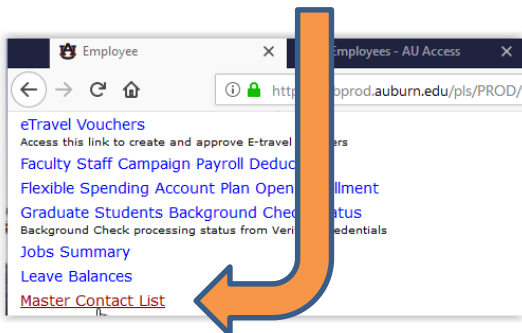 Employee
Employees - AU Access
http prod.auburn.edu/pls/PROD/
eTravel Vouchers
Access this link to create and approve E-travel
Faculty Staff Campaign Payroll Deduc
Flexible Spending Account Plan Open
Graduate Students Background Chec
Background Check processing status from
Jobs Summary
Leave Balances
Master Contact List